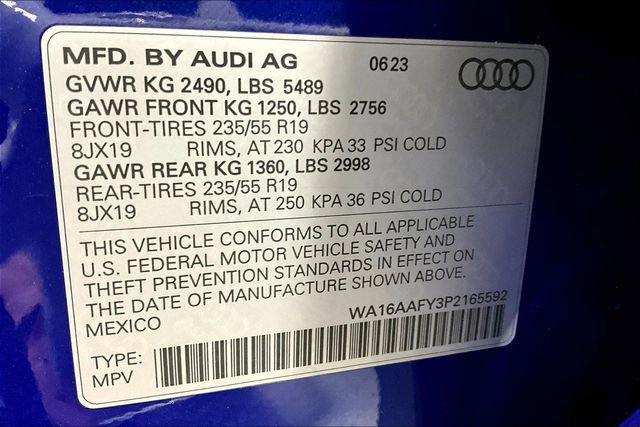 MFD. BY AUDI AG 06 23
GVWR KG 2490, LBS 5489
GAWR FRONT KG 1250, LBS 2756
FRONT-TIRES 235/55 R19
8JX19 RIMS, AT 230 KPA 33 PSI COLD
GAWR REAR KG 1360, LBS 2998
REAR-TIRES 235/55 R19
8JX19 RIMS, AT 250 KPA 36 PSI COLD
THIS VEHICLE CONFORMS TO ALL APPLICABLE
U.S. FEDERAL MOTOR VEHICLE SAFETY AND
THEFT PREVENTION STANDARDS IN EFFECT ON
THE DATE OF MANUFACTURE SHOWN ABOVE.
MEXICO WA16AAFY3P2165592
TYPE:
MPV